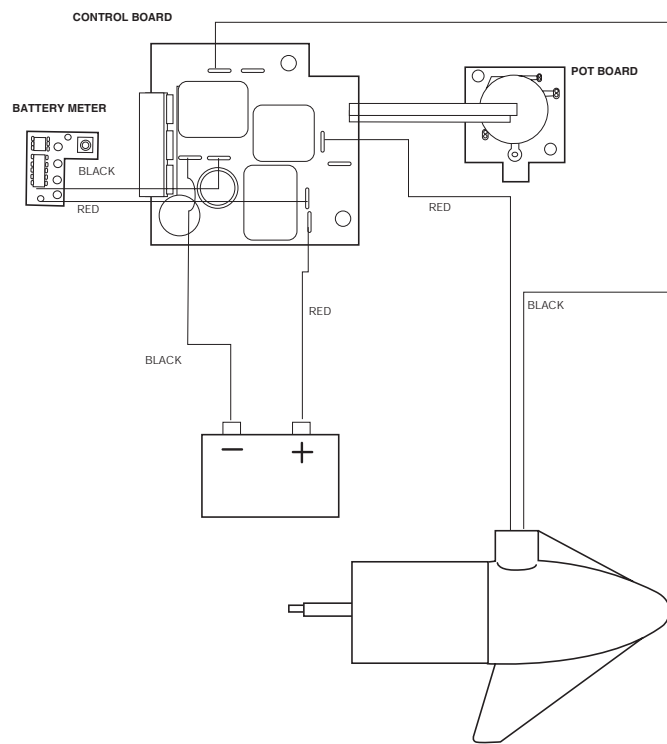 CONTROL BOARD
POT BOARD
BATTERY METER
BLACK
RED
RED
RED
BLACK
BLACK